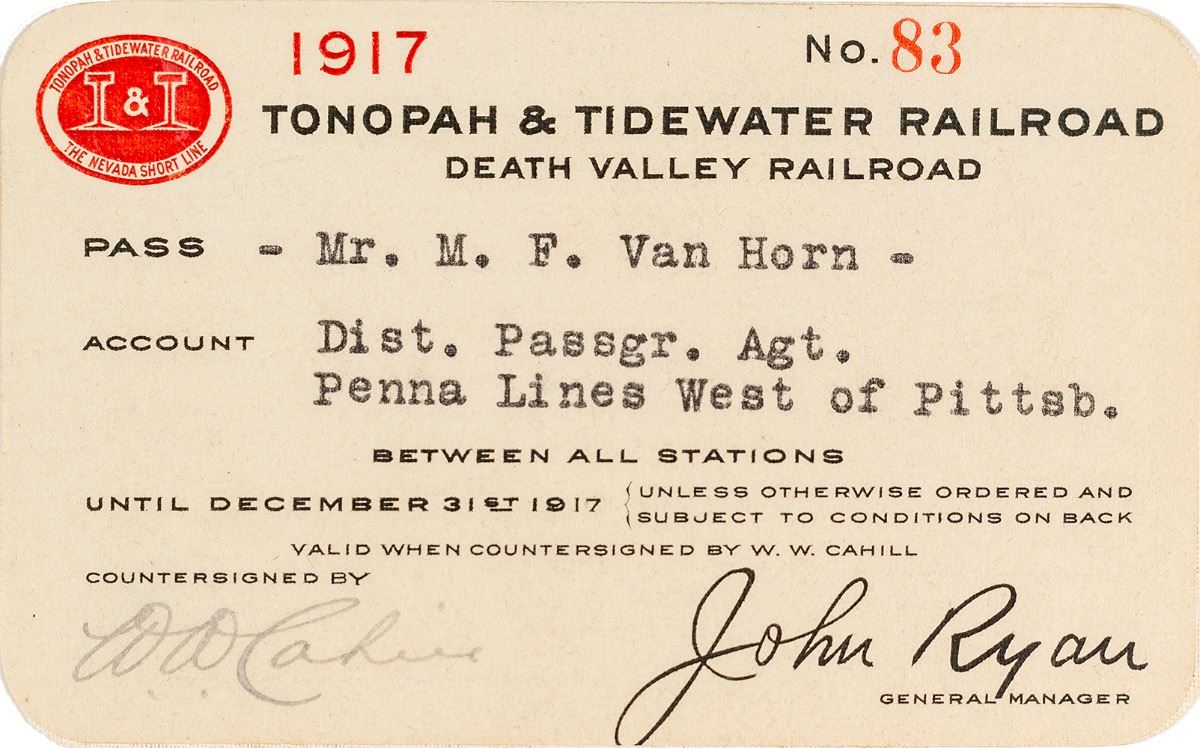 1917 No. 83
TONOPAH & TIDEWATER RAILROAD
T & T
THE NEVADA SHORT LINE
TONOPAH & TIDEWATER RAILROAD
DEATH VALLEY RAILROAD
PASS - Mr. M. F. Van Horn -
ACCOUNT Dist. Passgr. Agt.
Penna Lines West of Pittsb.
BETWEEN ALL STATIONS
UNTIL DECEMBER 31ST 1917 { UNLESS OTHERWISE ORDERED AND
SUBJECT TO CONDITIONS ON BACK
VALID WHEN COUNTERSIGNED BY W. W. CAHILL
COUNTERSIGNED BY
W W Cahill
John Ryan
GENERAL MANAGER